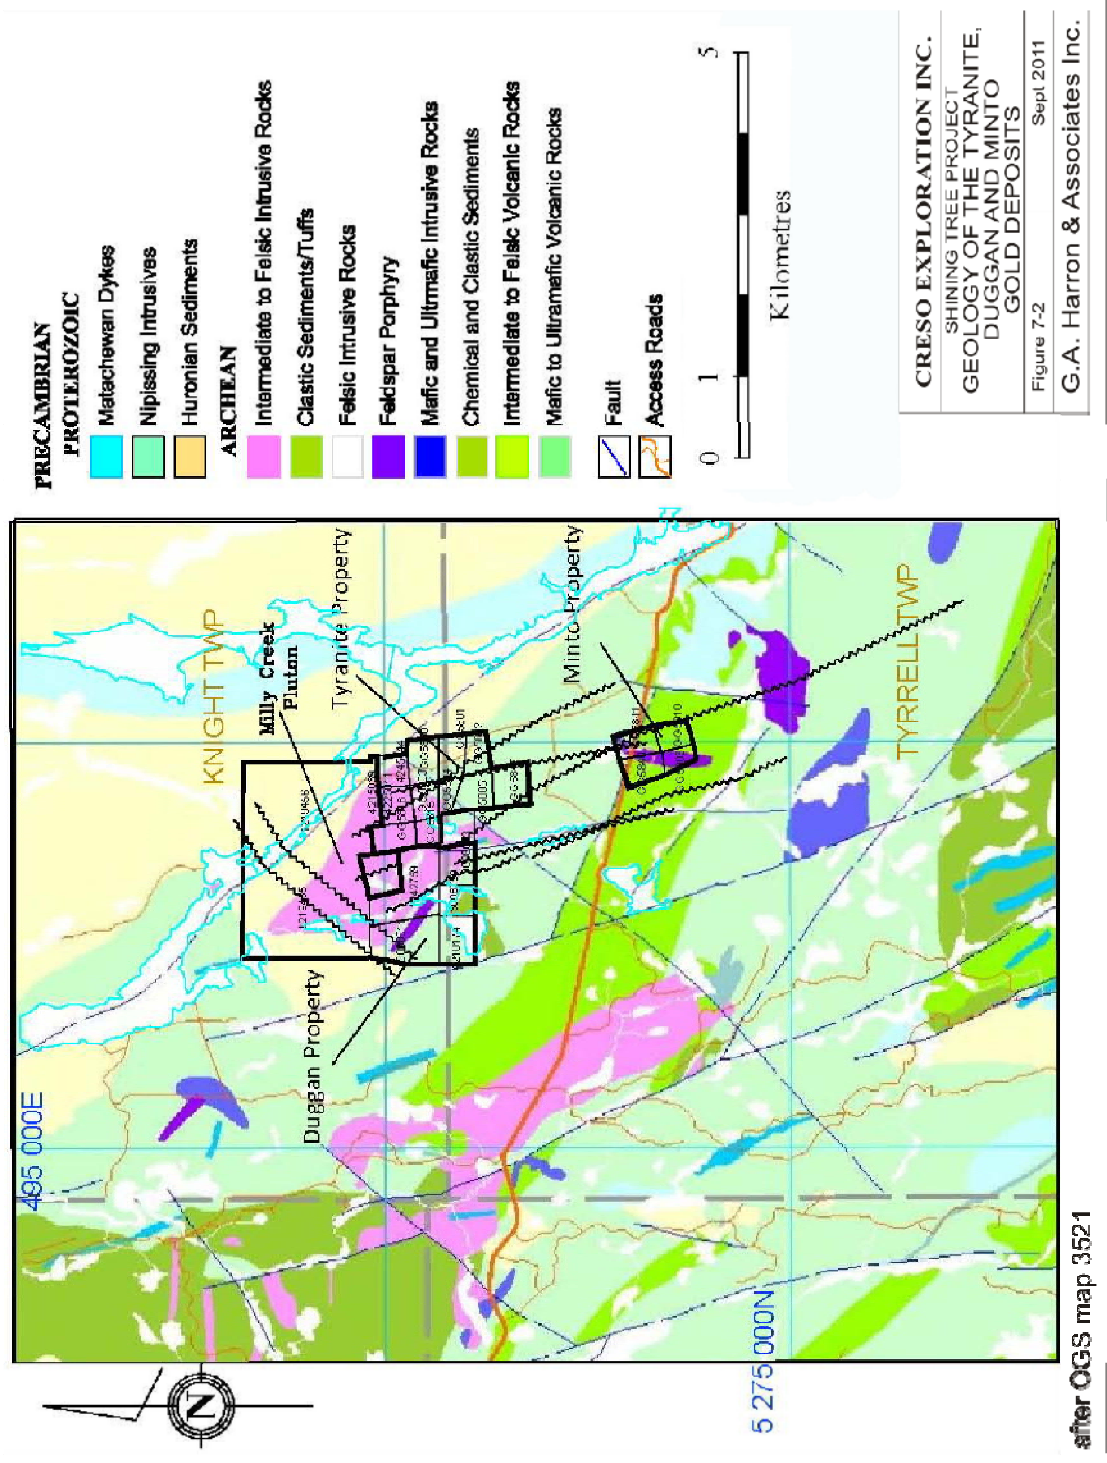 PRECAMBRIAN
PROTEROZOIC
Matachewan Dykes
Nipissing Intrusives
Huronian Sediments
ARCHEAN
Intermediate to Felsic Intrusive Rocks
Clastic Sediments/Tuffs
Felsic Intrusive Rocks
Feldspar Porphyry
Mafic and Ultrmafic Intrusive Rocks
Chemical and Clastic Sediments
Intermediate to Felsic Volcanic Rocks
Mafic to Ultramafic Volcanic Rocks
Fault
Access Roads
0 1 5
Kilometres
CRESO EXPLORATION INC.
SHINING TREE PROJECT
GEOLOGY OF THE TYRANITE,
DUGGAN AND MINTO
GOLD DEPOSITS
Figure 7-2 Sept 2011
G.A. Harron & Associates Inc.
495 000E
KNIGHT TWP
Milly Creek
Pluton
Tyranite Property
Duggan Property
Minto Property
TYRRELL TWP
5 275 000N
N
after OGS map 3521